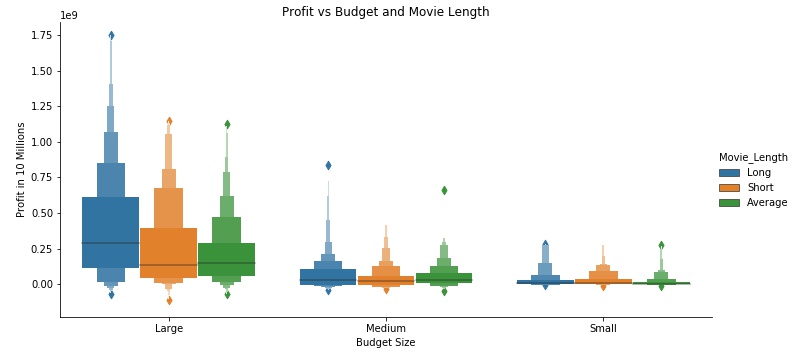 Profit vs Budget and Movie Length
1e9
1.75
1.50
1.25
1.00
0.75
0.50
0.25
0.00
Profit in 10 Millions
Large
Medium
Small
Budget Size
Movie_Length
Long
Short
Average